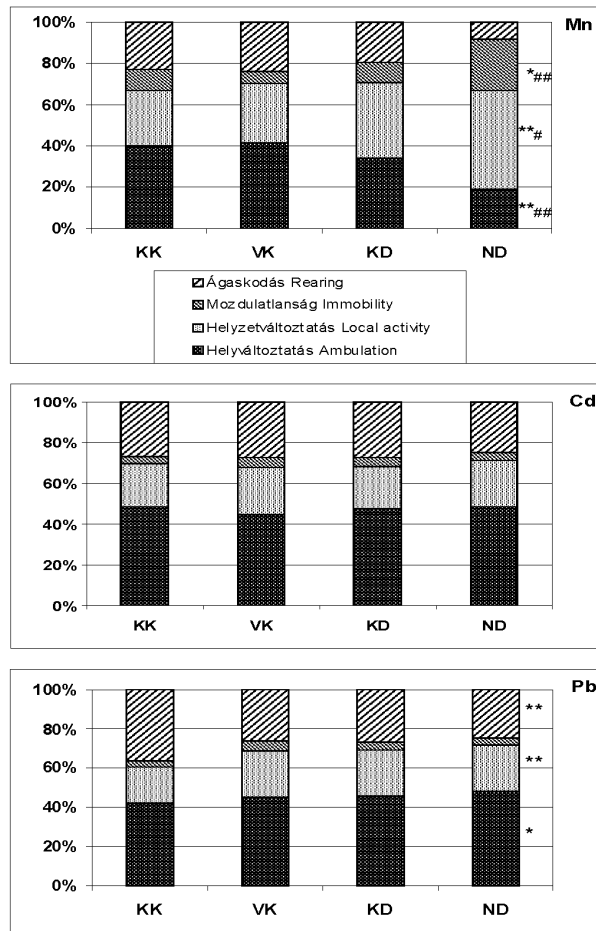 Mn
100%
80%
60%
40%
20%
0%
*##
**#
**##
KK VK KD ND
Ágaskodás Rearing
Mozdulatlanság Immobility
Helyzetváltoztatás Local activity
Helyváltoztatás Ambulation
Cd
100%
80%
60%
40%
20%
0%
KK VK KD ND
Pb
100%
80%
60%
40%
20%
0%
**
**
*
KK VK KD ND